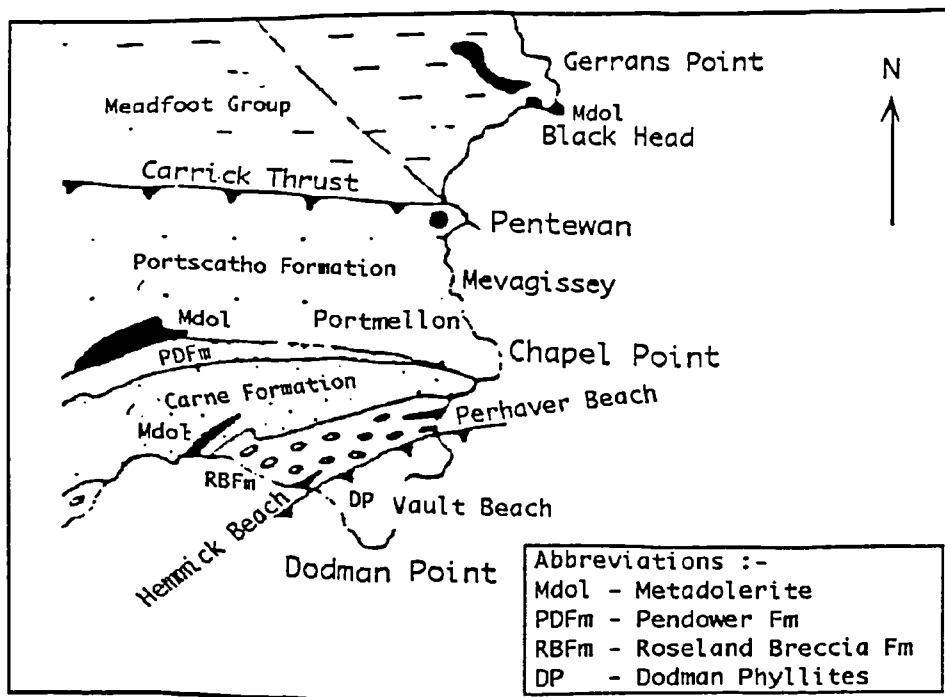 Gerrans Point
N
Meadfoot Group
Mdol
Black Head
Carrick Thrust
Pentewan
Portscatho Formation
Mevagissey
Mdol
Portmellon
PDFm
Chapel Point
Carne Formation
Perhaver Beach
Mdol
RBFm
DP
Vault Beach
Hemmick Beach
Dodman Point
Abbreviations :-
Mdol - Metadolerite
PDFm - Pendower Fm
RBFm - Roseland Breccia Fm
DP - Dodman Phyllites